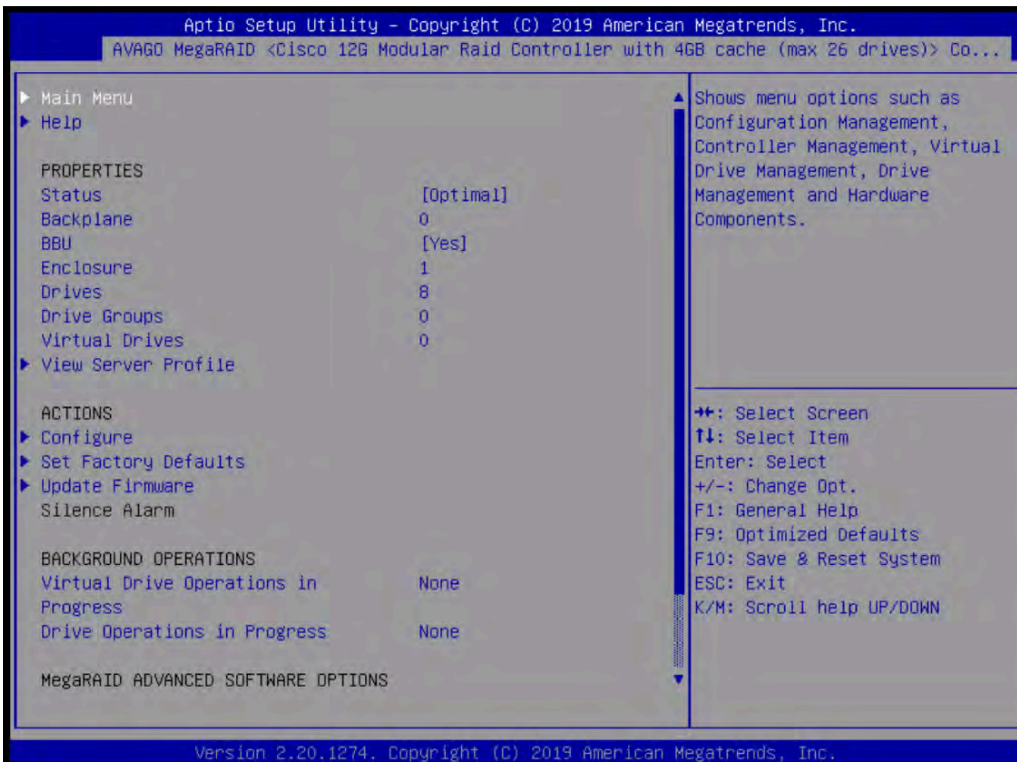 Aptio Setup Utility – Copyright (C) 2019 American Megatrends, Inc.
AVAGO MegaRAID <Cisco 12G Modular Raid Controller with 4GB cache (max 26 drives)> Co...
Main Menu
Help
PROPERTIES
Status [Optimal]
Backplane 0
BBU [Yes]
Enclosure 1
Drives 8
Drive Groups 0
Virtual Drives 0
View Server Profile
ACTIONS
Configure
Set Factory Defaults
Update Firmware
Silence Alarm
BACKGROUND OPERATIONS
Virtual Drive Operations in None
Progress
Drive Operations in Progress None
MegaRAID ADVANCED SOFTWARE OPTIONS
Shows menu options such as
Configuration Management,
Controller Management, Virtual
Drive Management, Drive
Management and Hardware
Components.
→←: Select Screen
↑↓: Select Item
Enter: Select
+/-: Change Opt.
F1: General Help
F9: Optimized Defaults
F10: Save & Reset System
ESC: Exit
K/M: Scroll help UP/DOWN
Version 2.20.1274. Copyright (C) 2019 American Megatrends, Inc.